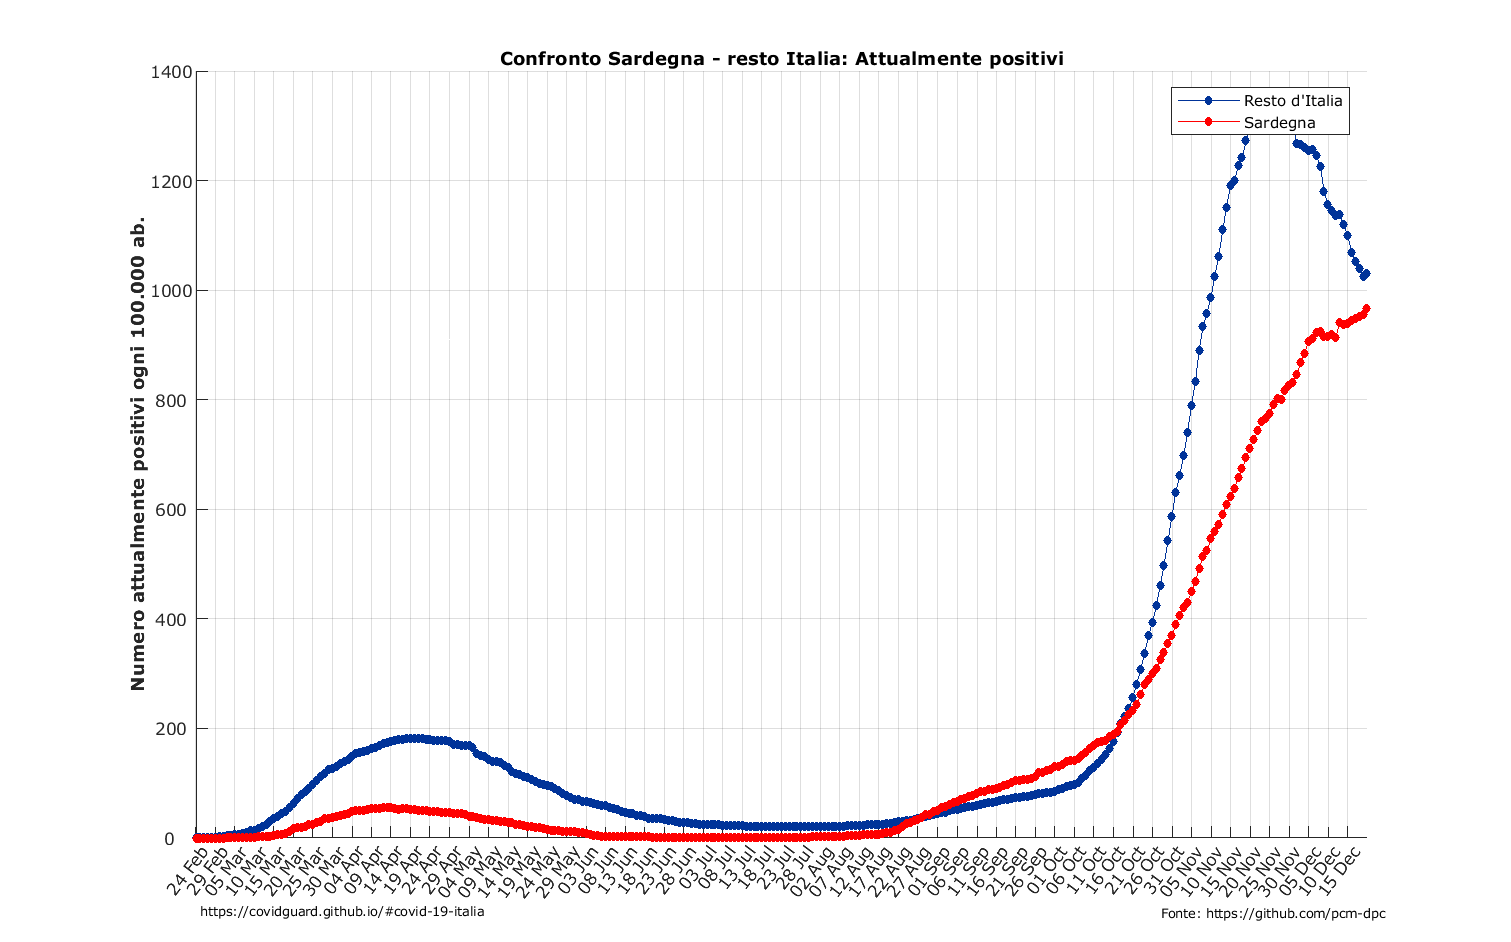 Confronto Sardegna - resto Italia: Attualmente positivi
Numero attualmente positivi ogni 100.000 ab.
1400
1200
1000
800
600
400
200
0
Resto d'Italia
Sardegna
24 Feb
29 Feb
05 Mar
10 Mar
15 Mar
20 Mar
25 Mar
30 Mar
04 Apr
09 Apr
14 Apr
19 Apr
24 Apr
29 Apr
04 May
09 May
14 May
19 May
24 May
29 May
03 Jun
08 Jun
13 Jun
18 Jun
23 Jun
28 Jun
03 Jul
08 Jul
13 Jul
18 Jul
23 Jul
28 Jul
02 Aug
07 Aug
12 Aug
17 Aug
22 Aug
27 Aug
01 Sep
06 Sep
11 Sep
16 Sep
21 Sep
26 Sep
01 Oct
06 Oct
11 Oct
16 Oct
21 Oct
26 Oct
31 Oct
05 Nov
10 Nov
15 Nov
20 Nov
25 Nov
30 Nov
05 Dec
10 Dec
15 Dec
https://covidguard.github.io/#covid-19-italia
Fonte: https://github.com/pcm-dpc